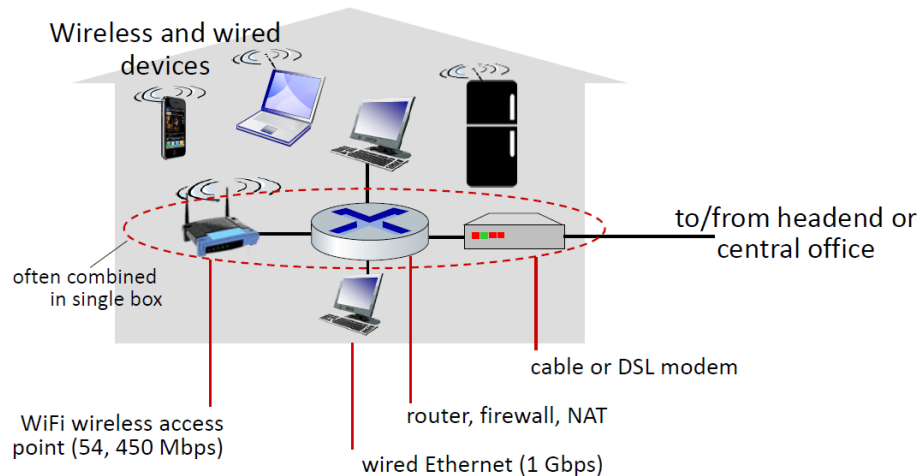 Wireless and wired
devices
to/from headend or
central office
often combined
in single box
cable or DSL modem
router, firewall, NAT
WiFi wireless access
point (54, 450 Mbps)
wired Ethernet (1 Gbps)